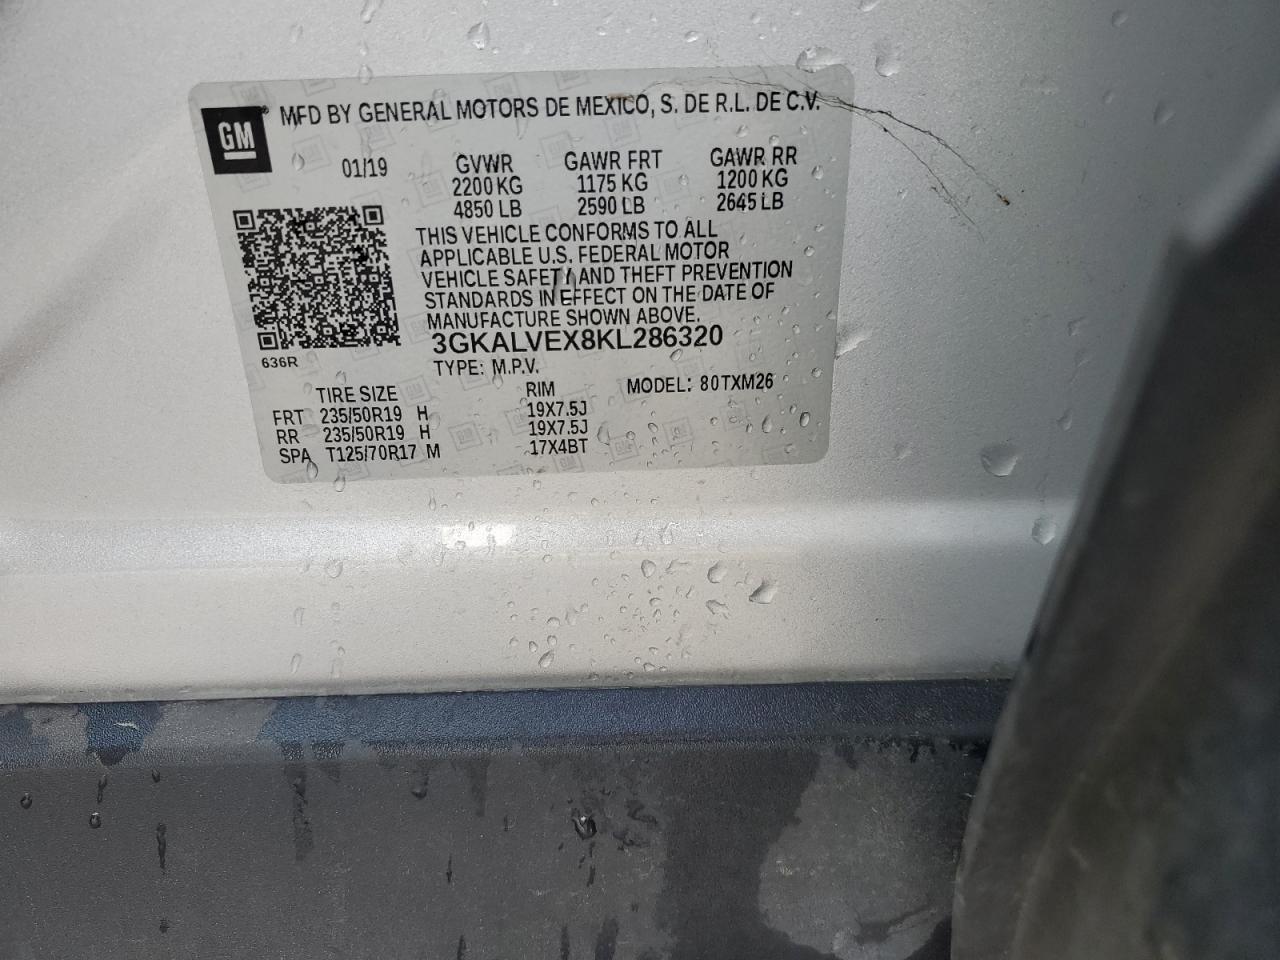 GM ® MFD BY GENERAL MOTORS DE MEXICO, S. DE R.L. DE C.V.
01/19 GVWR GAWR FRT GAWR RR
2200 KG 1175 KG 1200 KG
4850 LB 2590 LB 2645 LB
THIS VEHICLE CONFORMS TO ALL
APPLICABLE U.S. FEDERAL MOTOR
VEHICLE SAFETY AND THEFT PREVENTION
STANDARDS IN EFFECT ON THE DATE OF
MANUFACTURE SHOWN ABOVE.
3GKALVEX8KL286320
636R
TYPE: M.P.V.
TIRE SIZE RIM MODEL: 80TXM26
FRT 235/50R19 H 19X7.5J
RR 235/50R19 H 19X7.5J
SPA T125/70R17 M 17X4BT